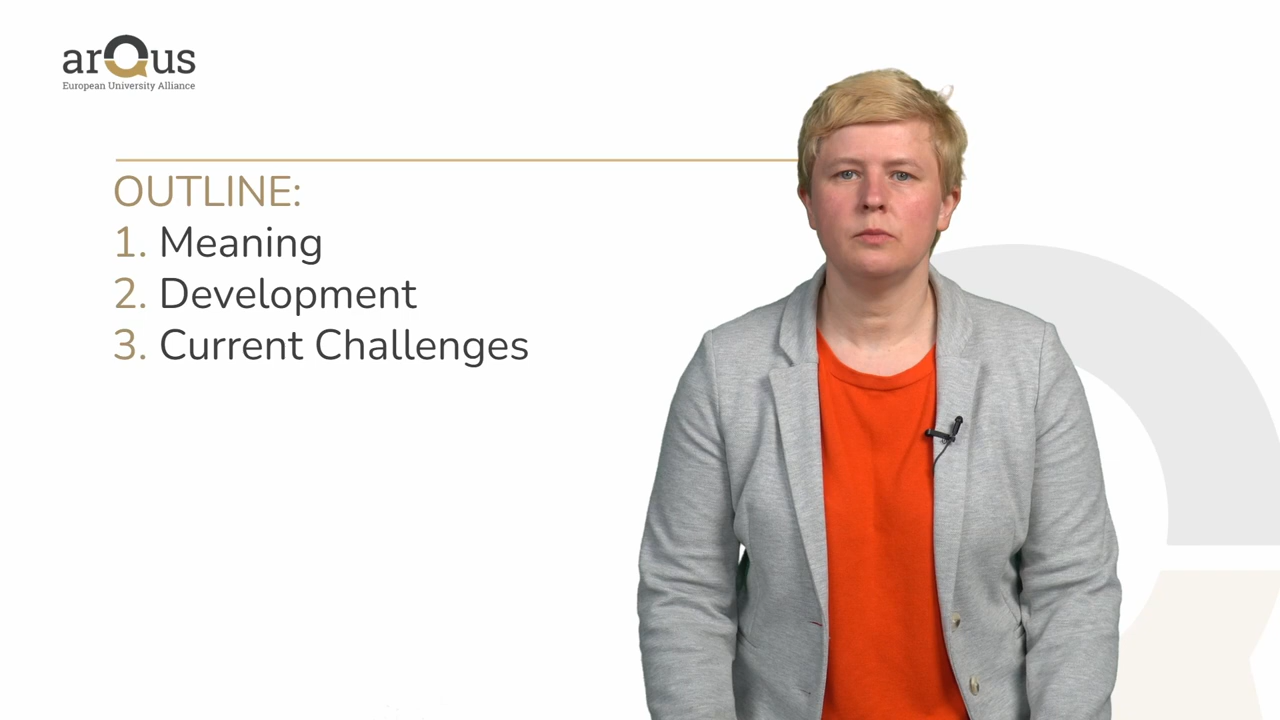 arQus
European University Alliance
OUTLINE:
1. Meaning
2. Development
3. Current Challenges